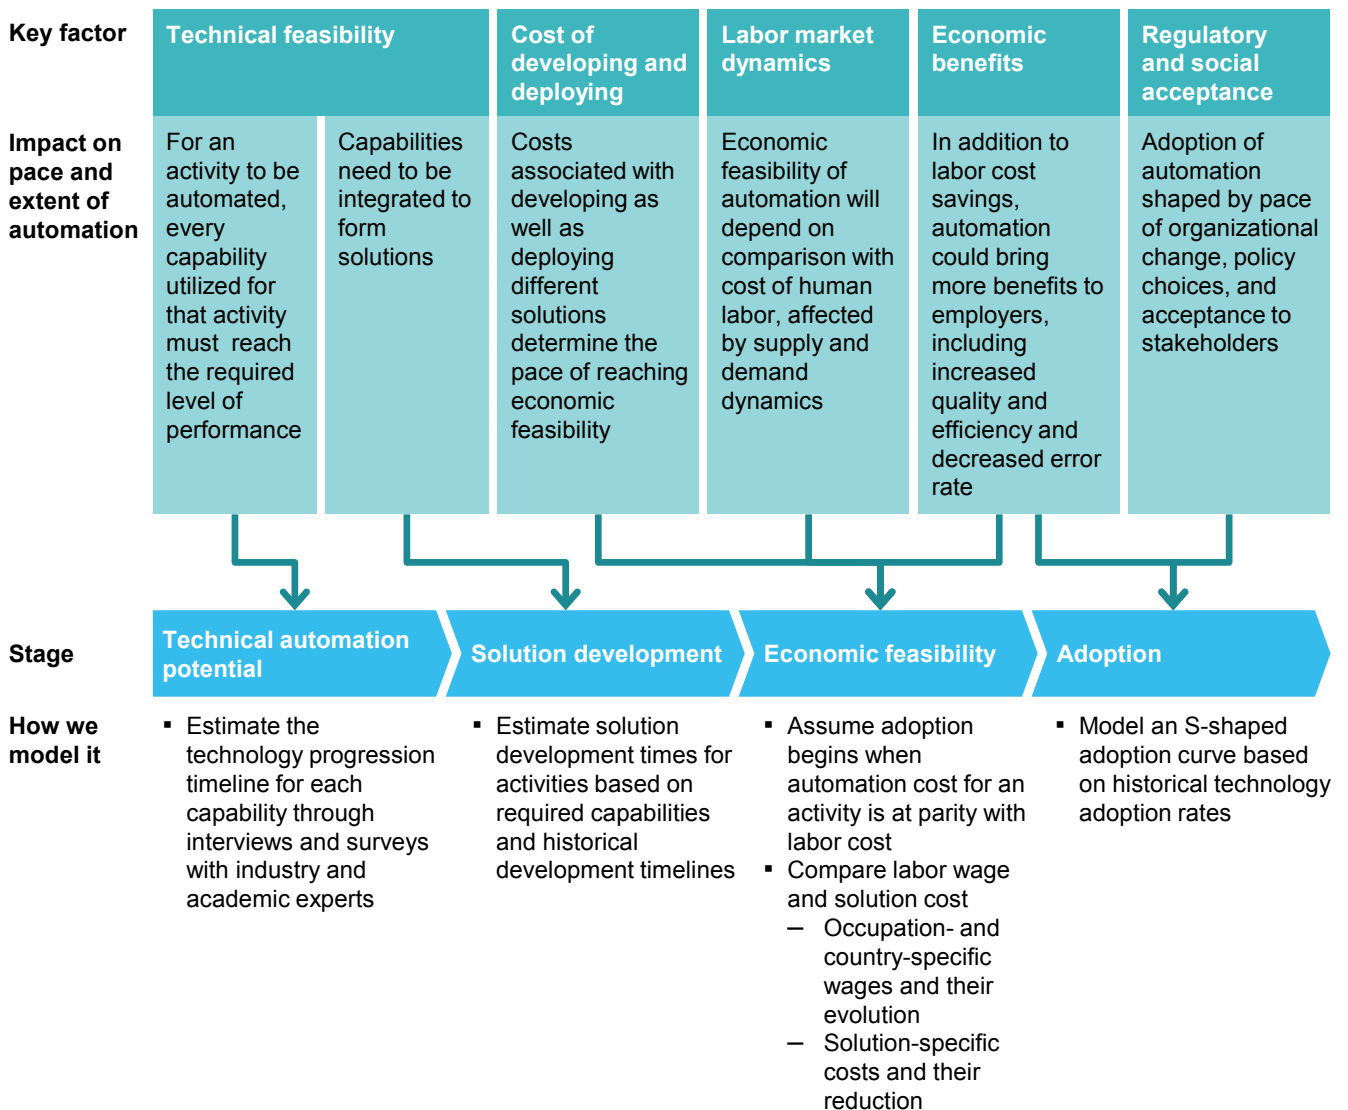 Key factor
Technical feasibility
Cost of
developing and
deploying
Labor market
dynamics
Economic
benefits
Regulatory
and social
acceptance
Impact on
pace and
extent of
automation
For an
activity to be
automated,
every
capability
utilized for
that activity
must reach
the required
level of
performance
Capabilities
need to be
integrated to
form
solutions
Costs
associated with
developing as
well as
deploying
different
solutions
determine the
pace of reaching
economic
feasibility
Economic
feasibility of
automation will
depend on
comparison with
cost of human
labor, affected
by supply and
demand
dynamics
In addition to
labor cost
savings,
automation
could bring
more benefits to
employers,
including
increased
quality and
efficiency and
decreased error
rate
Adoption of
automation
shaped by pace
of organizational
change, policy
choices, and
acceptance to
stakeholders
Stage
Technical automation
potential
Solution development
Economic feasibility
Adoption
How we
model it
▪ Estimate the
technology progression
timeline for each
capability through
interviews and surveys
with industry and
academic experts
▪ Estimate solution
development times for
activities based on
required capabilities
and historical
development timelines
▪ Assume adoption
begins when
automation cost for an
activity is at parity with
labor cost
▪ Compare labor wage
and solution cost
– Occupation- and
country-specific
wages and their
evolution
– Solution-specific
costs and their
reduction
▪ Model an S-shaped
adoption curve based
on historical technology
adoption rates